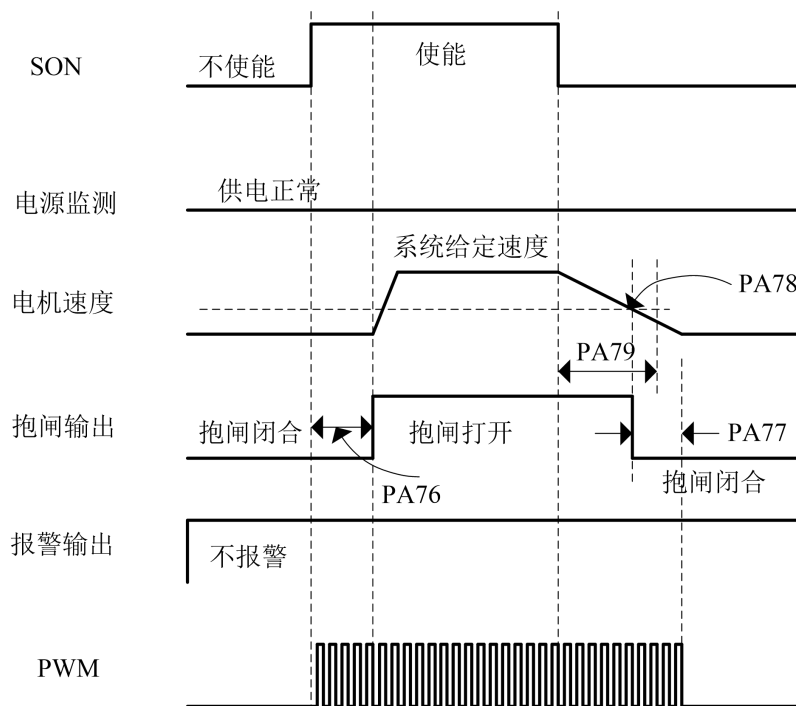 SON
不使能
使能
电源监测
供电正常
系统给定速度
电机速度
PA78
PA79
抱闸输出
抱闸闭合
抱闸打开
PA77
抱闸闭合
PA76
报警输出
不报警
PWM